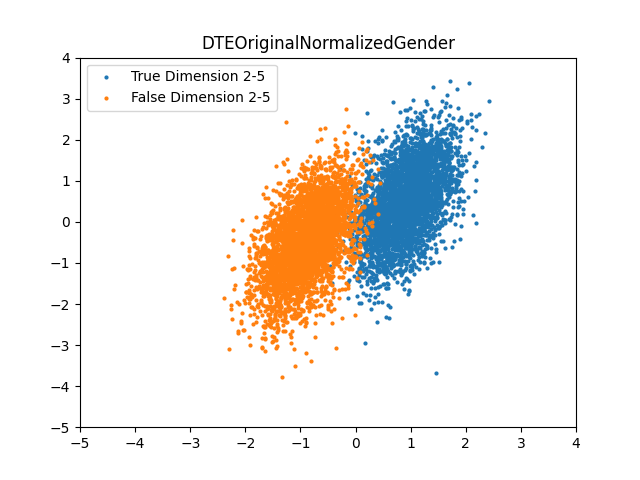 DTEOriginalNormalizedGender
True Dimension 2-5
False Dimension 2-5
4
3
2
1
0
−1
−2
−3
−4
−5
−5 −4 −3 −2 −1 0 1 2 3 4